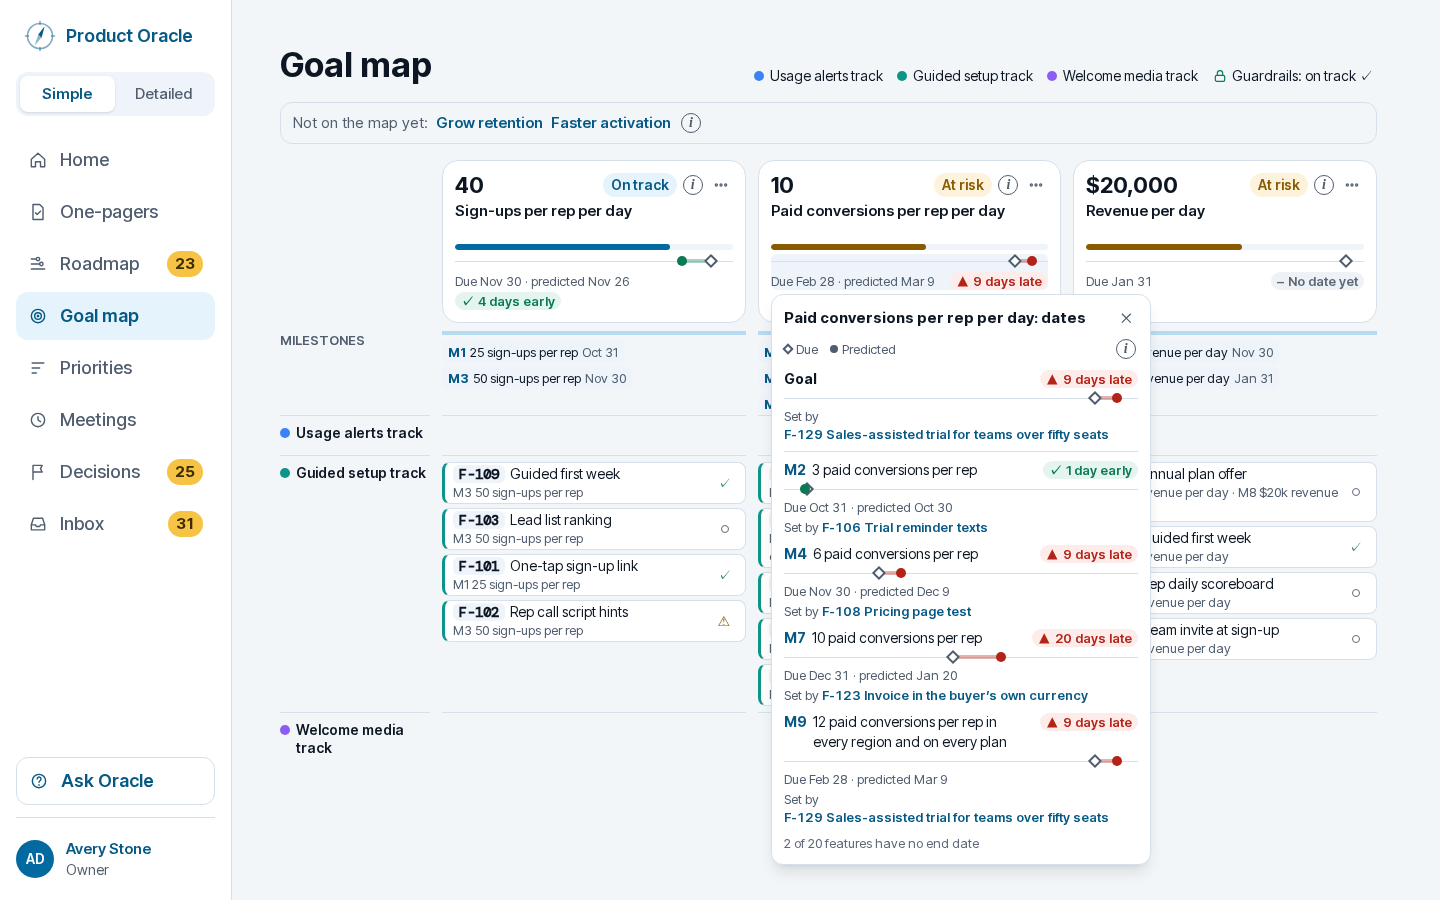 Product Oracle
Simple
Detailed
Home
One-pagers
Roadmap
23
Goal map
Priorities
Meetings
Decisions
25
Inbox
31
Ask Oracle
AD
Avery Stone
Owner
Goal map
Usage alerts track
Guided setup track
Welcome media track
Guardrails: on track ✓
Not on the map yet: Grow retention Faster activation i
40
On track
i
Sign-ups per rep per day
Due Nov 30 · predicted Nov 26
✓ 4 days early
10
At risk
i
Paid conversions per rep per day
Due Feb 28 · predicted Mar 9
▲ 9 days late
$20,000
At risk
i
Revenue per day
Due Jan 31
– No date yet
MILESTONES
M1 25 sign-ups per rep Oct 31
M3 50 sign-ups per rep Nov 30
per day Nov 30
per day Jan 31
Usage alerts track
Guided setup track
F-109 Guided first week
M3 50 sign-ups per rep
✓
F-103 Lead list ranking
M3 50 sign-ups per rep
F-101 One-tap sign-up link
M1 25 sign-ups per rep
✓
F-102 Rep call script hints
M3 50 sign-ups per rep
⚠
plan offer
per day · M8 $20k revenue
first week
per day
✓
daily scoreboard
per day
invite at sign-up
per day
Welcome media
track
Paid conversions per rep per day: dates
Due
Predicted
i
Goal
▲ 9 days late
Set by
F-129 Sales-assisted trial for teams over fifty seats
M2 3 paid conversions per rep
✓ 1 day early
Due Oct 31 · predicted Oct 30
Set by F-106 Trial reminder texts
M4 6 paid conversions per rep
▲ 9 days late
Due Nov 30 · predicted Dec 9
Set by F-108 Pricing page test
M7 10 paid conversions per rep
▲ 20 days late
Due Dec 31 · predicted Jan 20
Set by F-123 Invoice in the buyer’s own currency
M9 12 paid conversions per rep in
every region and on every plan
▲ 9 days late
Due Feb 28 · predicted Mar 9
Set by
F-129 Sales-assisted trial for teams over fifty seats
2 of 20 features have no end date